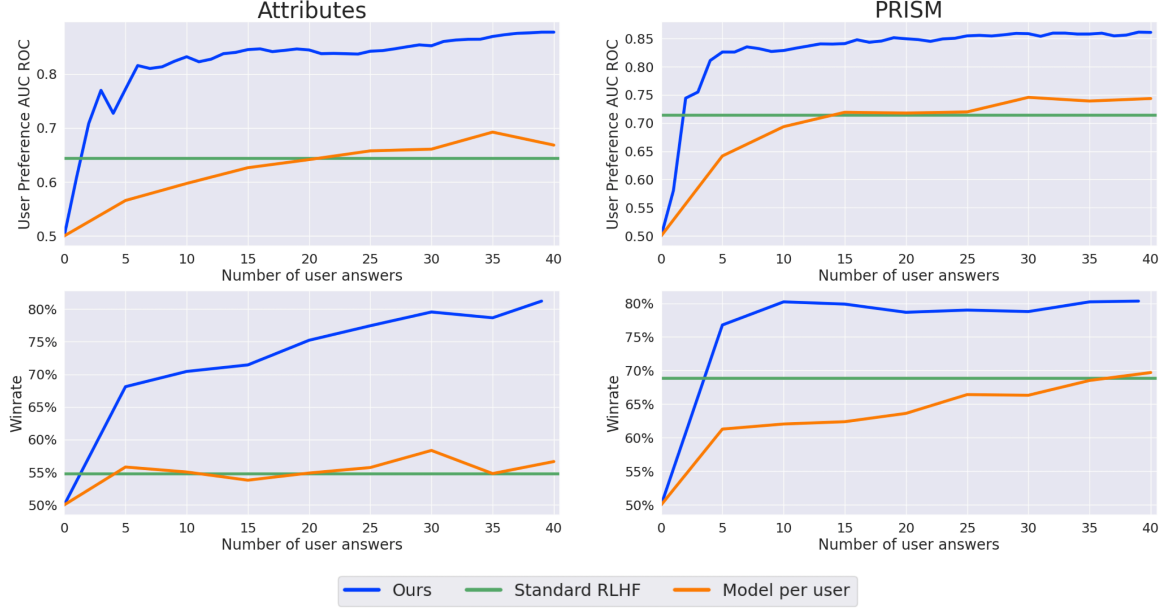 Attributes
PRISM
User Preference AUC ROC
0.8
0.7
0.6
0.5
0 5 10 15 20 25 30 35 40
Number of user answers
User Preference AUC ROC
0.85
0.80
0.75
0.70
0.65
0.60
0.55
0.50
0 5 10 15 20 25 30 35 40
Number of user answers
Winrate
80%
75%
70%
65%
60%
55%
50%
0 5 10 15 20 25 30 35 40
Number of user answers
Winrate
80%
75%
70%
65%
60%
55%
50%
0 5 10 15 20 25 30 35 40
Number of user answers
Ours Standard RLHF Model per user